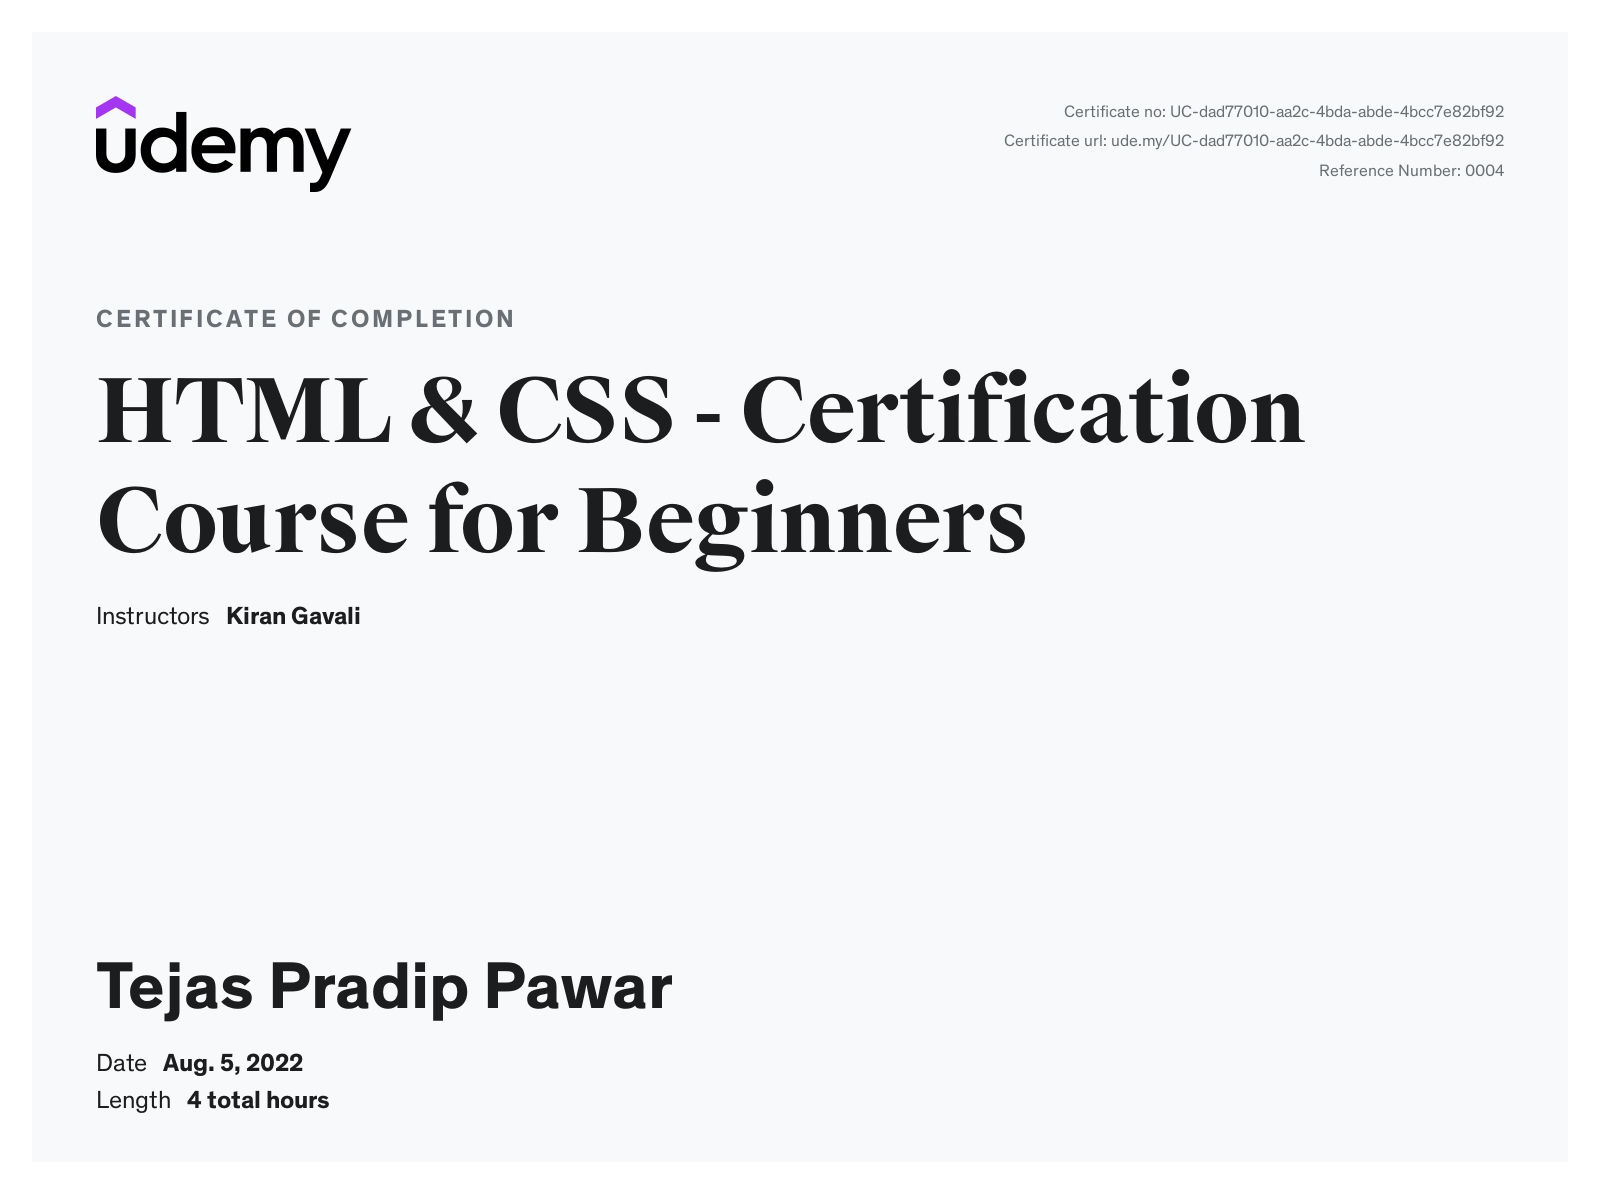 udemy
Certificate no: UC-dad77010-aa2c-4bda-abde-4bcc7e82bf92
Certificate url: ude.my/UC-dad77010-aa2c-4bda-abde-4bcc7e82bf92
Reference Number: 0004
CERTIFICATE OF COMPLETION
HTML & CSS - Certification
Course for Beginners
Instructors Kiran Gavali
Tejas Pradip Pawar
Date Aug. 5, 2022
Length 4 total hours